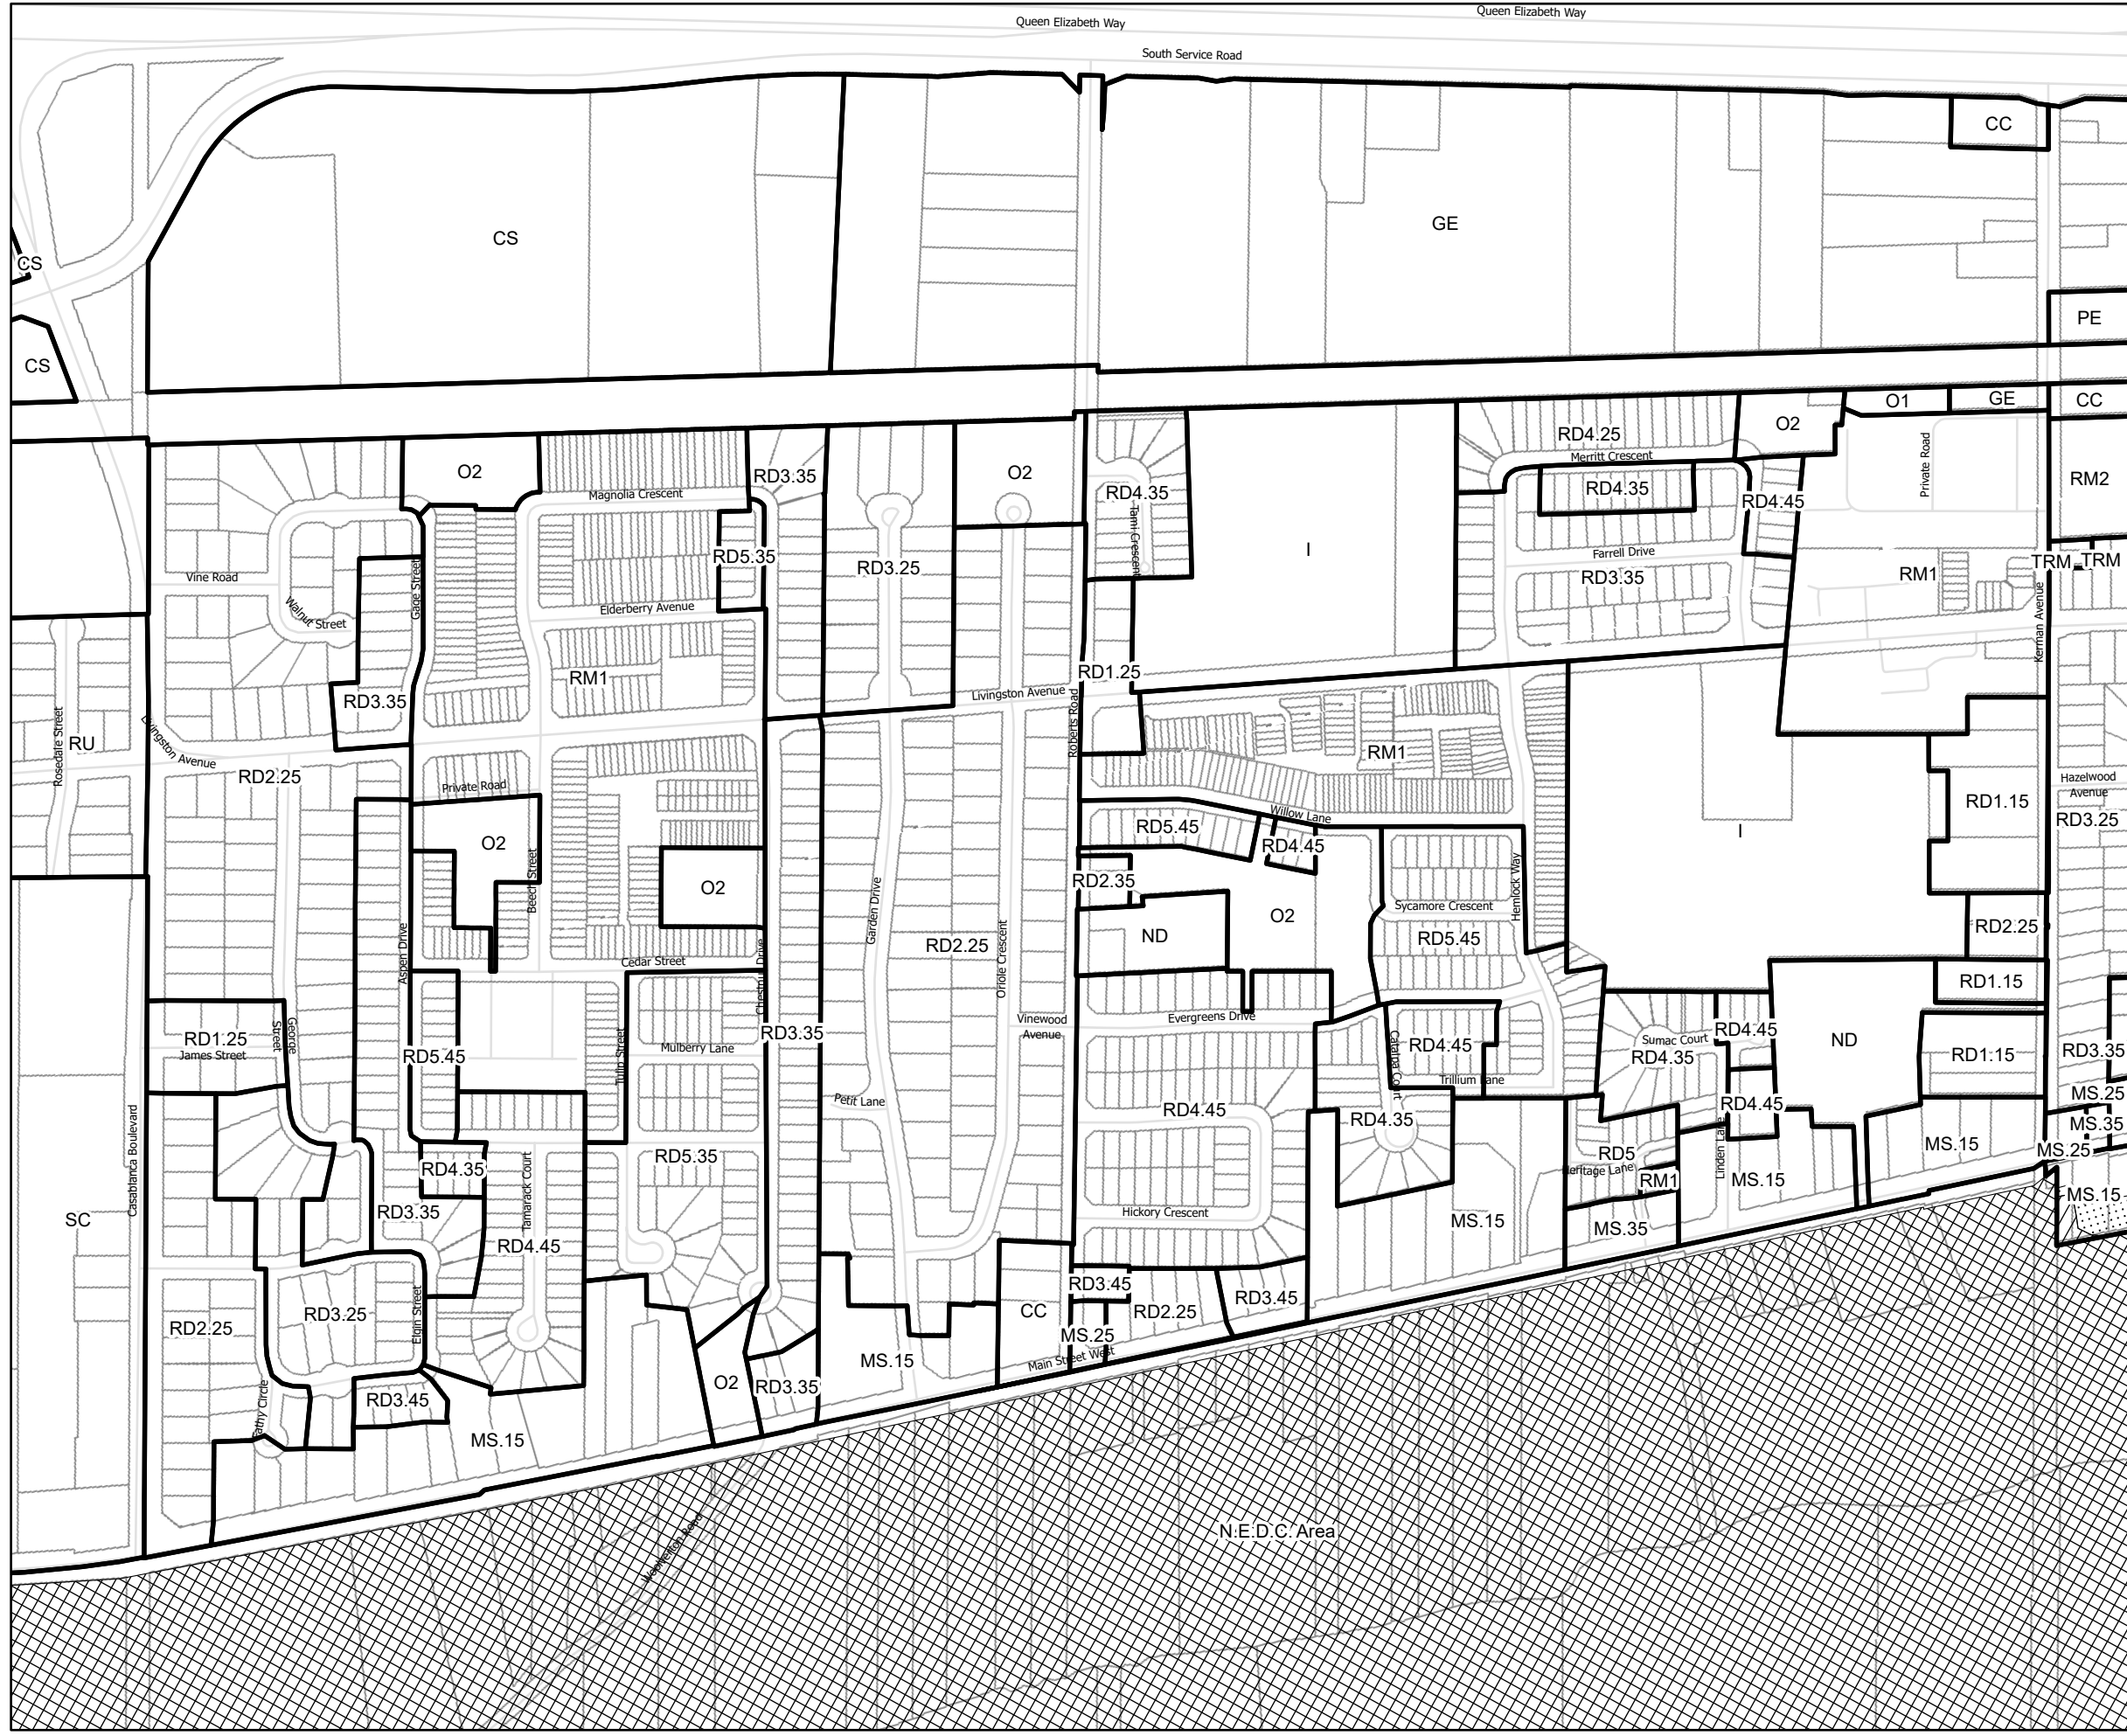 Queen Elizabeth Way
Queen Elizabeth Way
South Service Road
CC
GE
CS
CS
PE
CS
O1
GE
CC
O2
RD4.25
Merritt Crescent
O2
O2
RD3.35
RD4.35
RD4.35
RD4.45
Private Road
RM2
Magnolia Crescent
Tami Crescent
I
RD5.35
RD3.25
Farrell Drive
RD3.35
RM1
TRM
TRM
Vine Road
Gage Street
Walnut Street
Elderberry Avenue
Kerman Avenue
RM1
RD1.25
RD3.35
Livingston Avenue
Roberts Road
Rosedale Street
RU
Livingston Avenue
RD2.25
RM1
Private Road
Hazelwood
Avenue
RD1.15
RD3.25
Willow Lane
RD5.45
RD4.45
I
O2
Beech Street
O2
RD2.35
Hemlock Way
Sycamore Crescent
O2
ND
RD5.45
Garden Drive
RD2.25
Oriole Crescent
RD2.25
Aspen Drive
Cedar Street
Chestnut Drive
RD1.15
Vinewood
Avenue
Evergreens Drive
RD1.25
James Street
George
Street
RD5.45
Tulip Street
Mulberry Lane
RD3.35
Catalpa Court
RD4.45
Trillium Lane
Sumac Court
RD4.35
RD4.45
ND
RD1.15
RD3.35
MS.25
Petit Lane
RD4.45
RD4.35
RD4.45
MS.35
MS.15
MS.25
RD4.35
RD5.35
RD5
Heritage Lane
RM1
Linden Lane
MS.15
MS.15
Casablanca Boulevard
SC
RD3.35
Tamarack Court
RD4.45
Hickory Crescent
MS.15
MS.35
RD3.45
RD2.25
RD3.45
CC
MS.25
Main Street West
RD2.25
RD3.25
Elgin Street
MS.15
O2
RD3.35
RD3.45
Cathy Circle
MS.15
Wolverton Road
N.E.D.C. Area